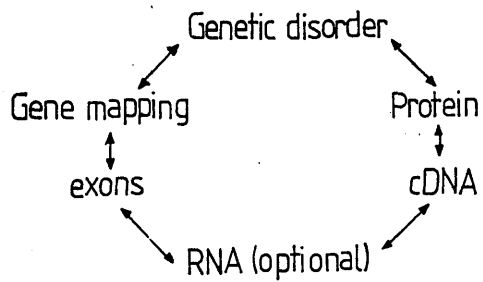 Genetic disorder
Gene mapping
Protein
exons
cDNA
RNA (optional)